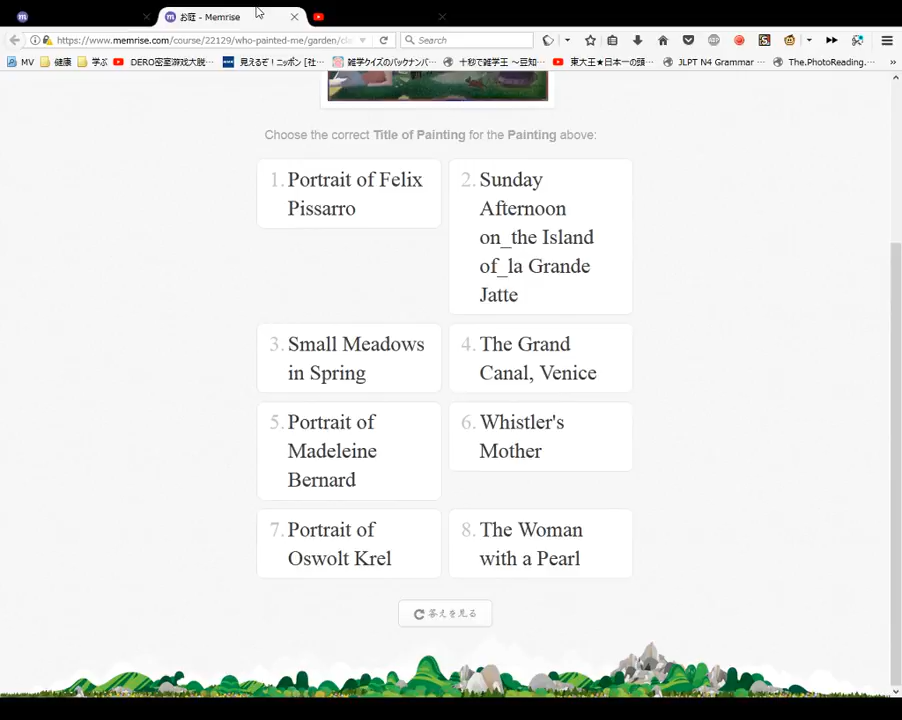 お庭 - Memrise
https://www.memrise.com/course/22129/who-painted-me/garden/cl
Search
MV 健康 学ぶ DERO密室游戏大脱… 見えるぞ！ニッポン [社… 雑学クイズのバックナンバ… 十秒で雑学王 ～豆知… 東大王★日本一の頭… JLPT N4 Grammar … The.PhotoReading.… »
Choose the correct Title of Painting for the Painting above:
1. Portrait of Felix
Pissarro
2. Sunday
Afternoon
on_the Island
of_la Grande
Jatte
3. Small Meadows
in Spring
4. The Grand
Canal, Venice
5. Portrait of
Madeleine
Bernard
6. Whistler's
Mother
7. Portrait of
Oswolt Krel
8. The Woman
with a Pearl
答えを見る